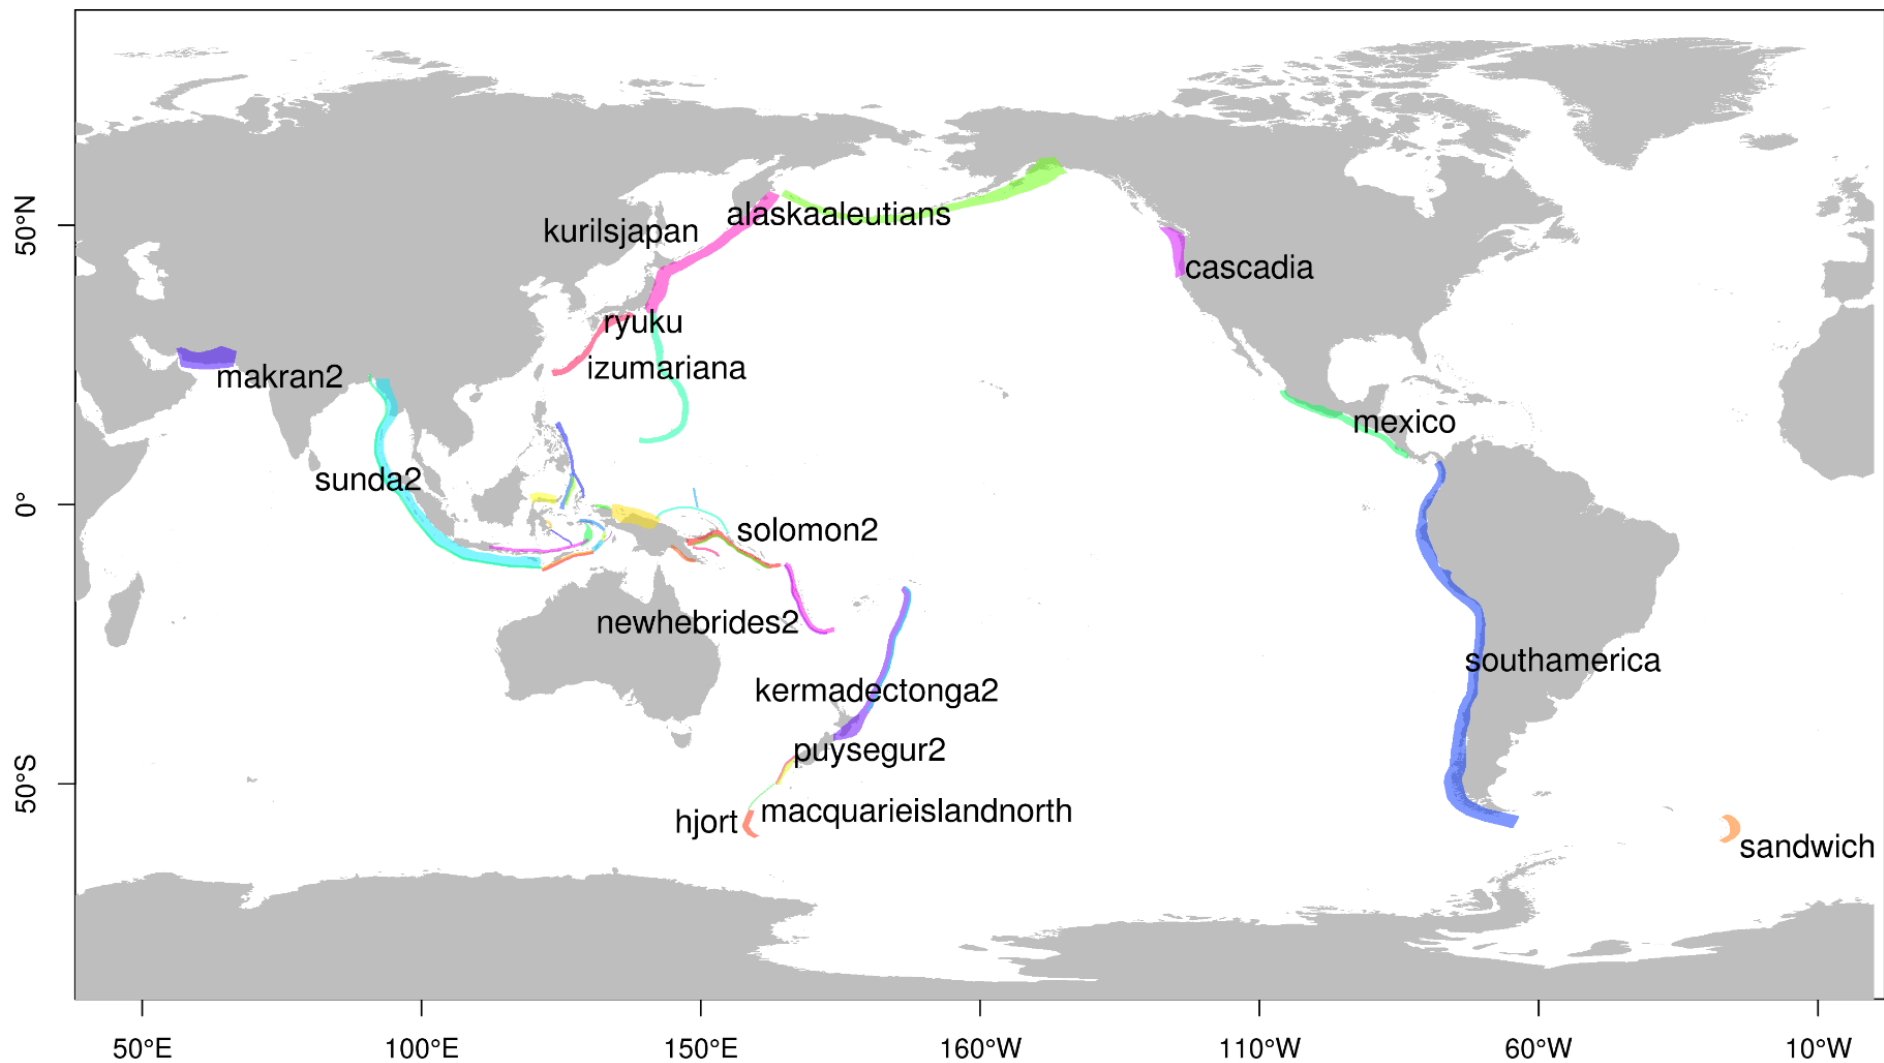 50°N
0°
50°S
alaskaaleutians
kurilsjapan
cascadia
ryuku
izumariana
makran2
mexico
sunda2
solomon2
newhebrides2
southamerica
kermadectonga2
puysegur2
macquarieislandnorth
hjort
sandwich
50°E
100°E
150°E
160°W
110°W
60°W
10°W